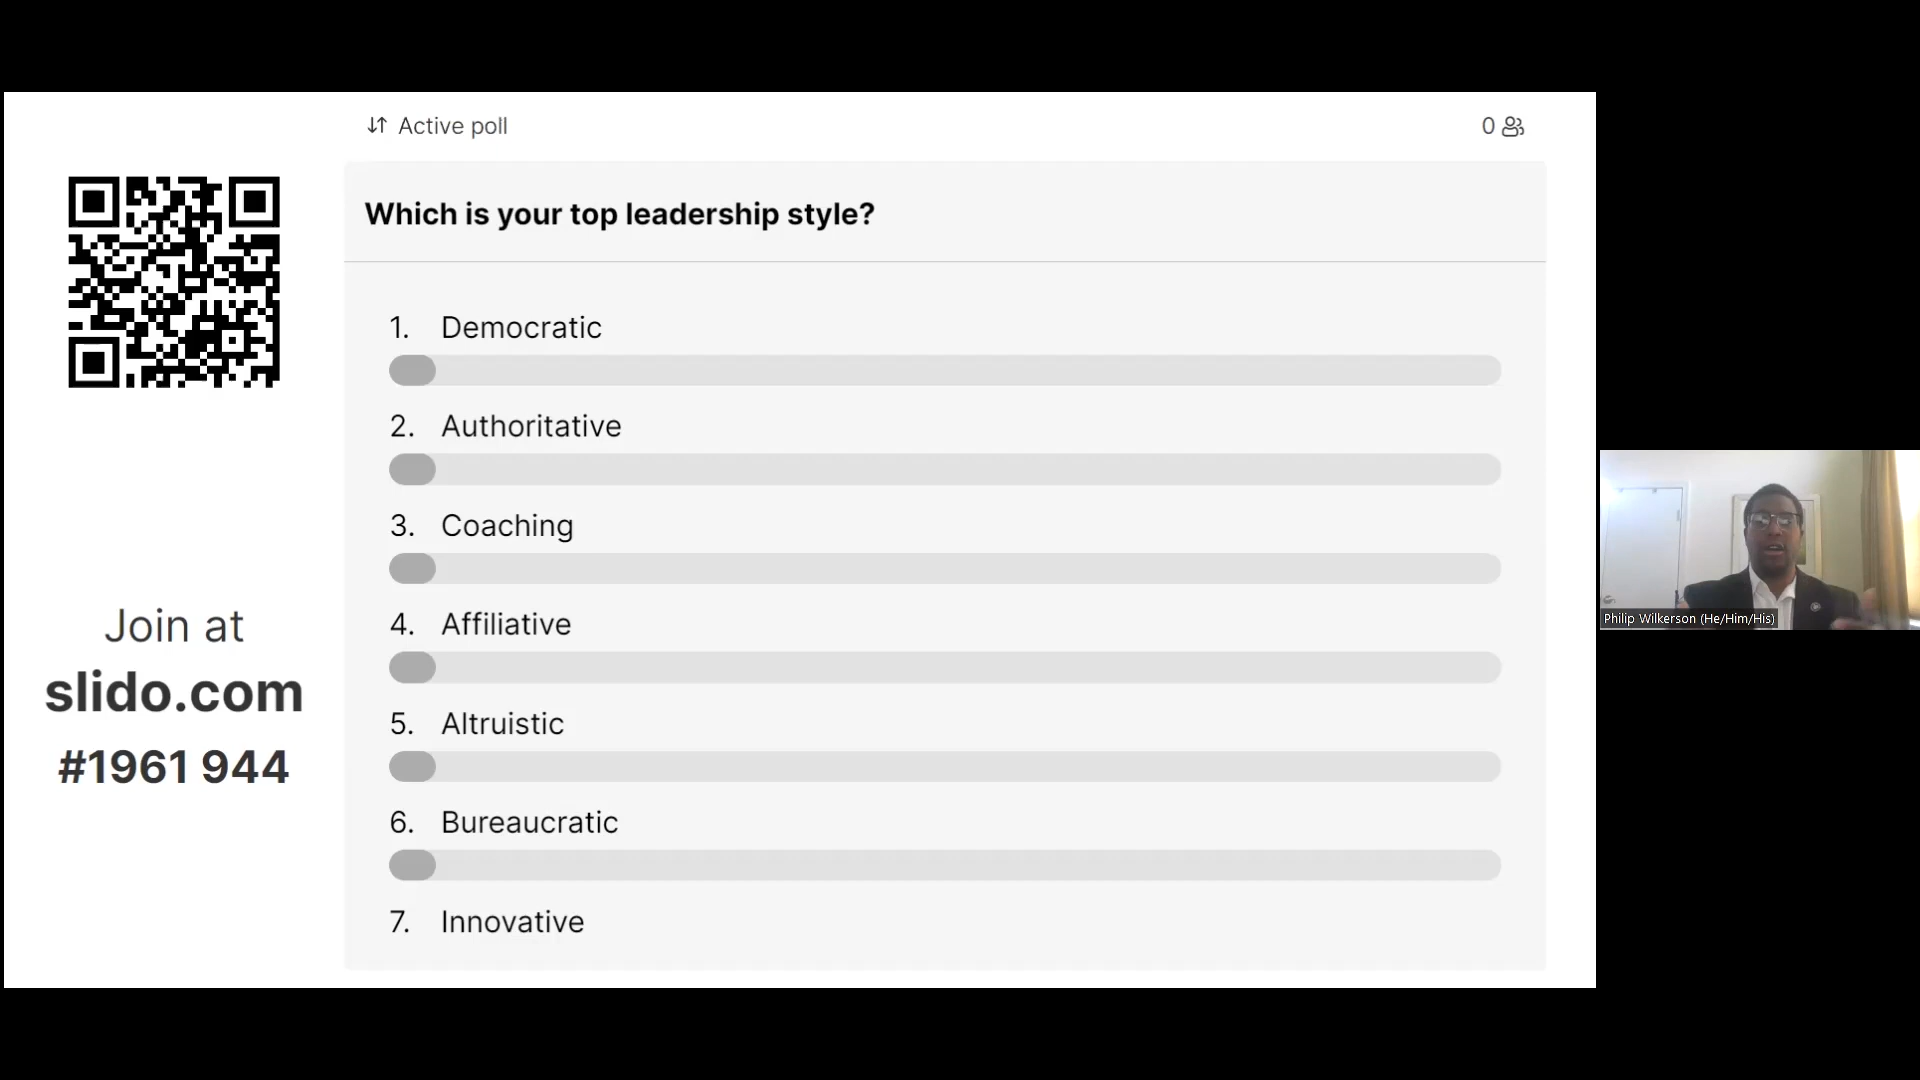 Active poll
0
Which is your top leadership style?
1. Democratic
2. Authoritative
3. Coaching
4. Affiliative
5. Altruistic
6. Bureaucratic
7. Innovative
Join at
slido.com
#1961 944
Philip Wilkerson (He/Him/His)